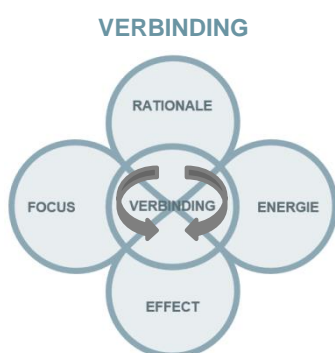 VERBINDING
RATIONALE
FOCUS
VERBINDING
ENERGIE
EFFECT